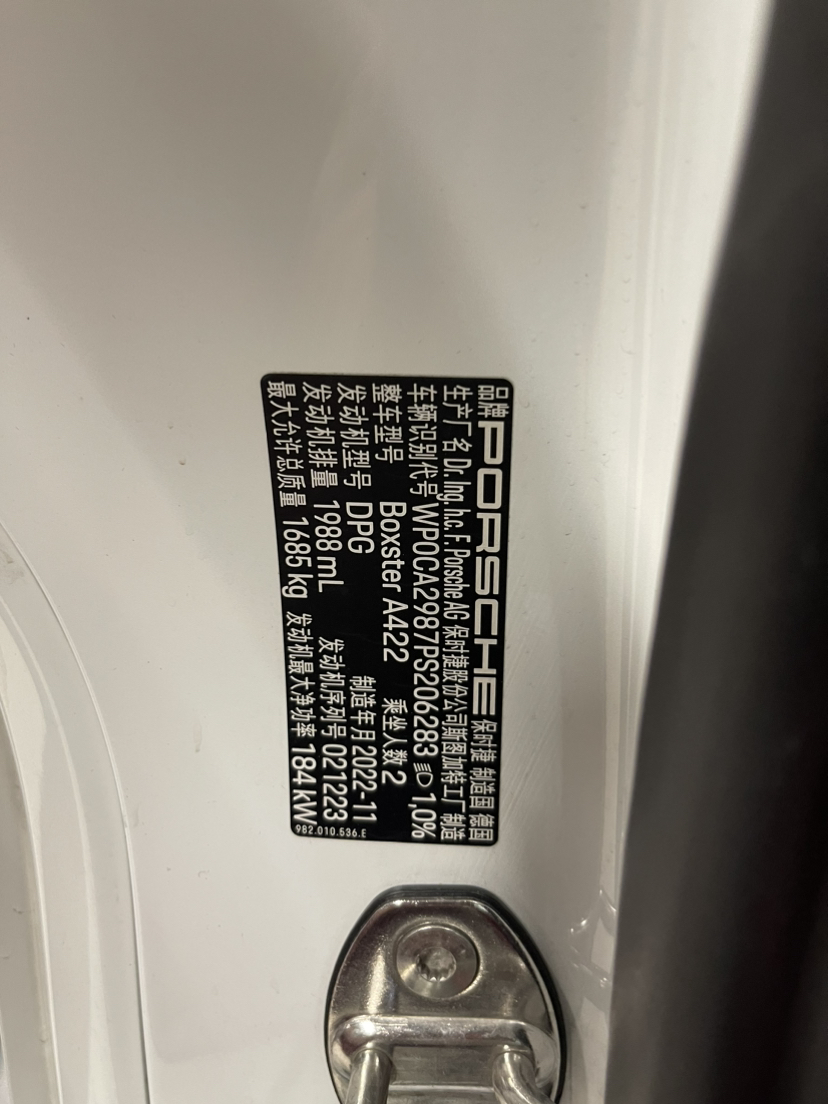 品牌 PORSCHE 保时捷 制造国 德国
生产厂名 Dr. Ing. h.c. F. Porsche AG 保时捷股份公司斯图加特工厂制造
车辆识别代号 WP0CA2987PS206283 1,0%
整车型号 Boxster A422 乘坐人数 2
发动机型号 DPG 制造年月 2022-11
发动机排量 1988 mL 发动机序列号 021223
最大允许总质量 1685 kg 发动机最大净功率 184 kW
982.010.536.E